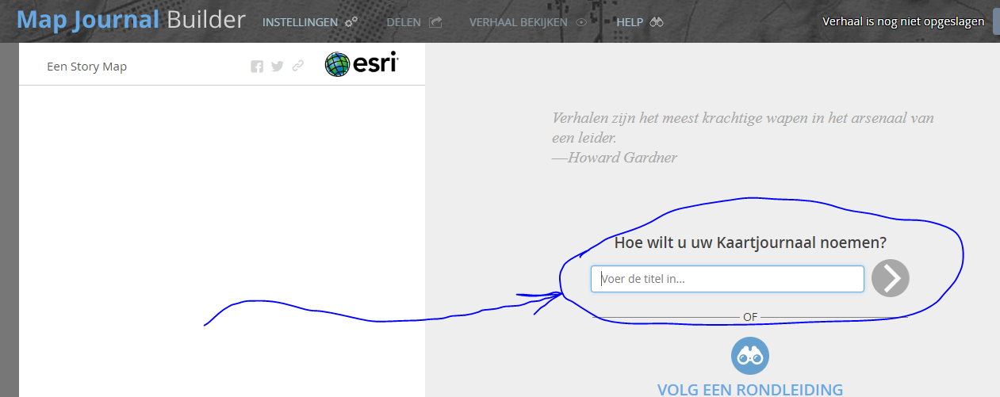 Map Journal Builder INSTELLINGEN DELEN VERHAAL BEKIJKEN HELP Verhaal is nog niet opgeslagen
Een Story Map esri
Verhalen zijn het meest krachtige wapen in het arsenaal van
een leider.
—Howard Gardner
Hoe wilt u uw Kaartjournaal noemen?
Voer de titel in...
OF
VOLG EEN RONDLEIDING